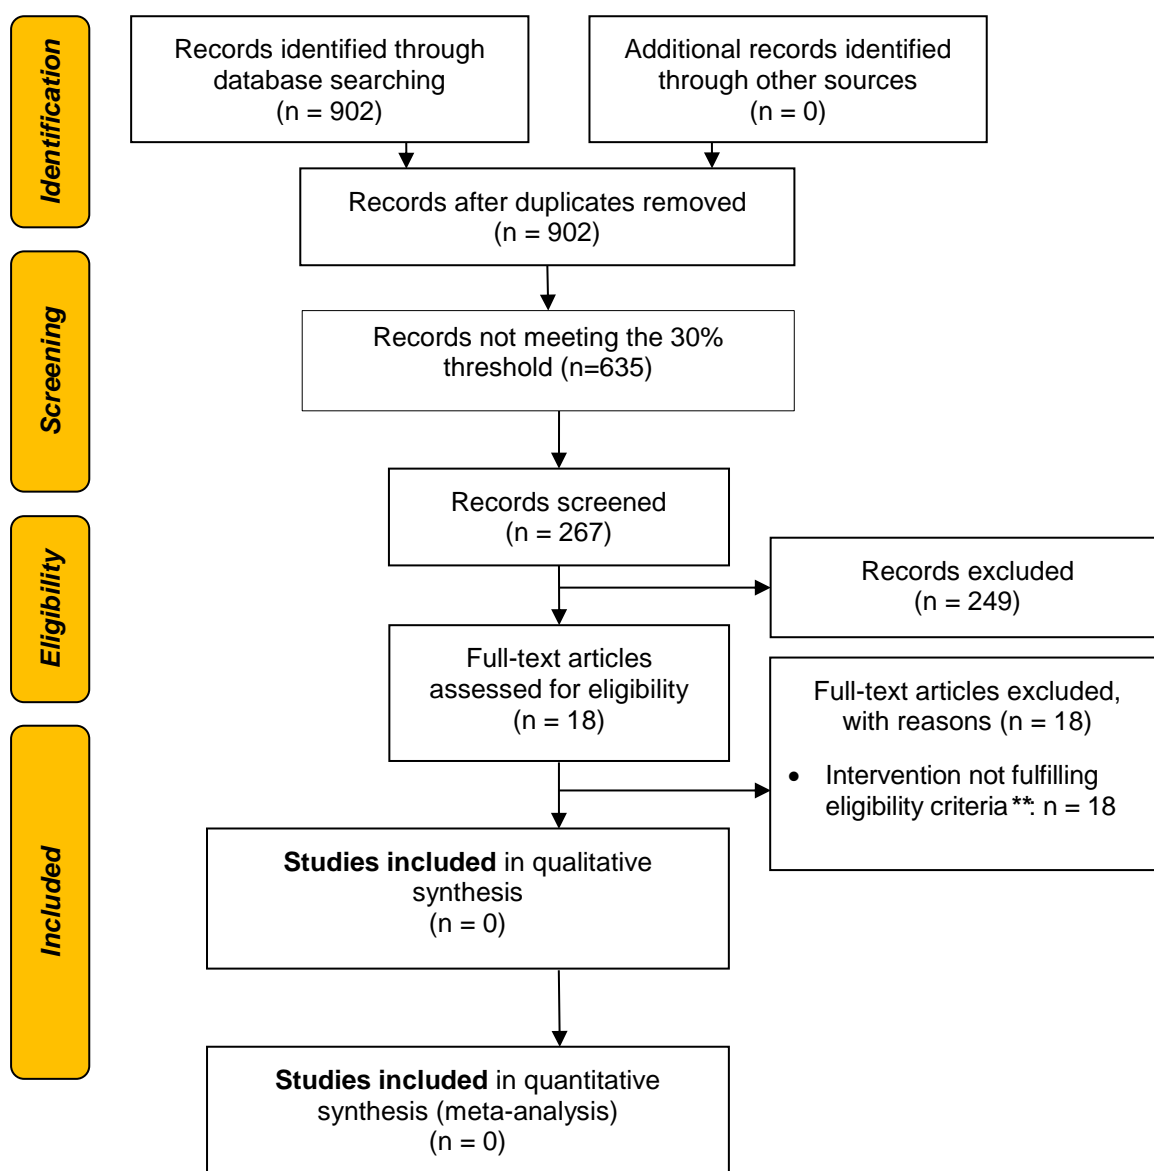 Identification
Records identified through
database searching
(n = 902)
Additional records identified
through other sources
(n = 0)
Records after duplicates removed
(n = 902)
Screening
Records not meeting the 30%
threshold (n=635)
Records screened
(n = 267)
Eligibility
Records excluded
(n = 249)
Full-text articles
assessed for eligibility
(n = 18)
Full-text articles excluded,
with reasons (n = 18)
• Intervention not fulfilling
eligibility criteria **: n = 18
Included
Studies included in qualitative
synthesis
(n = 0)
Studies included in quantitative
synthesis (meta-analysis)
(n = 0)